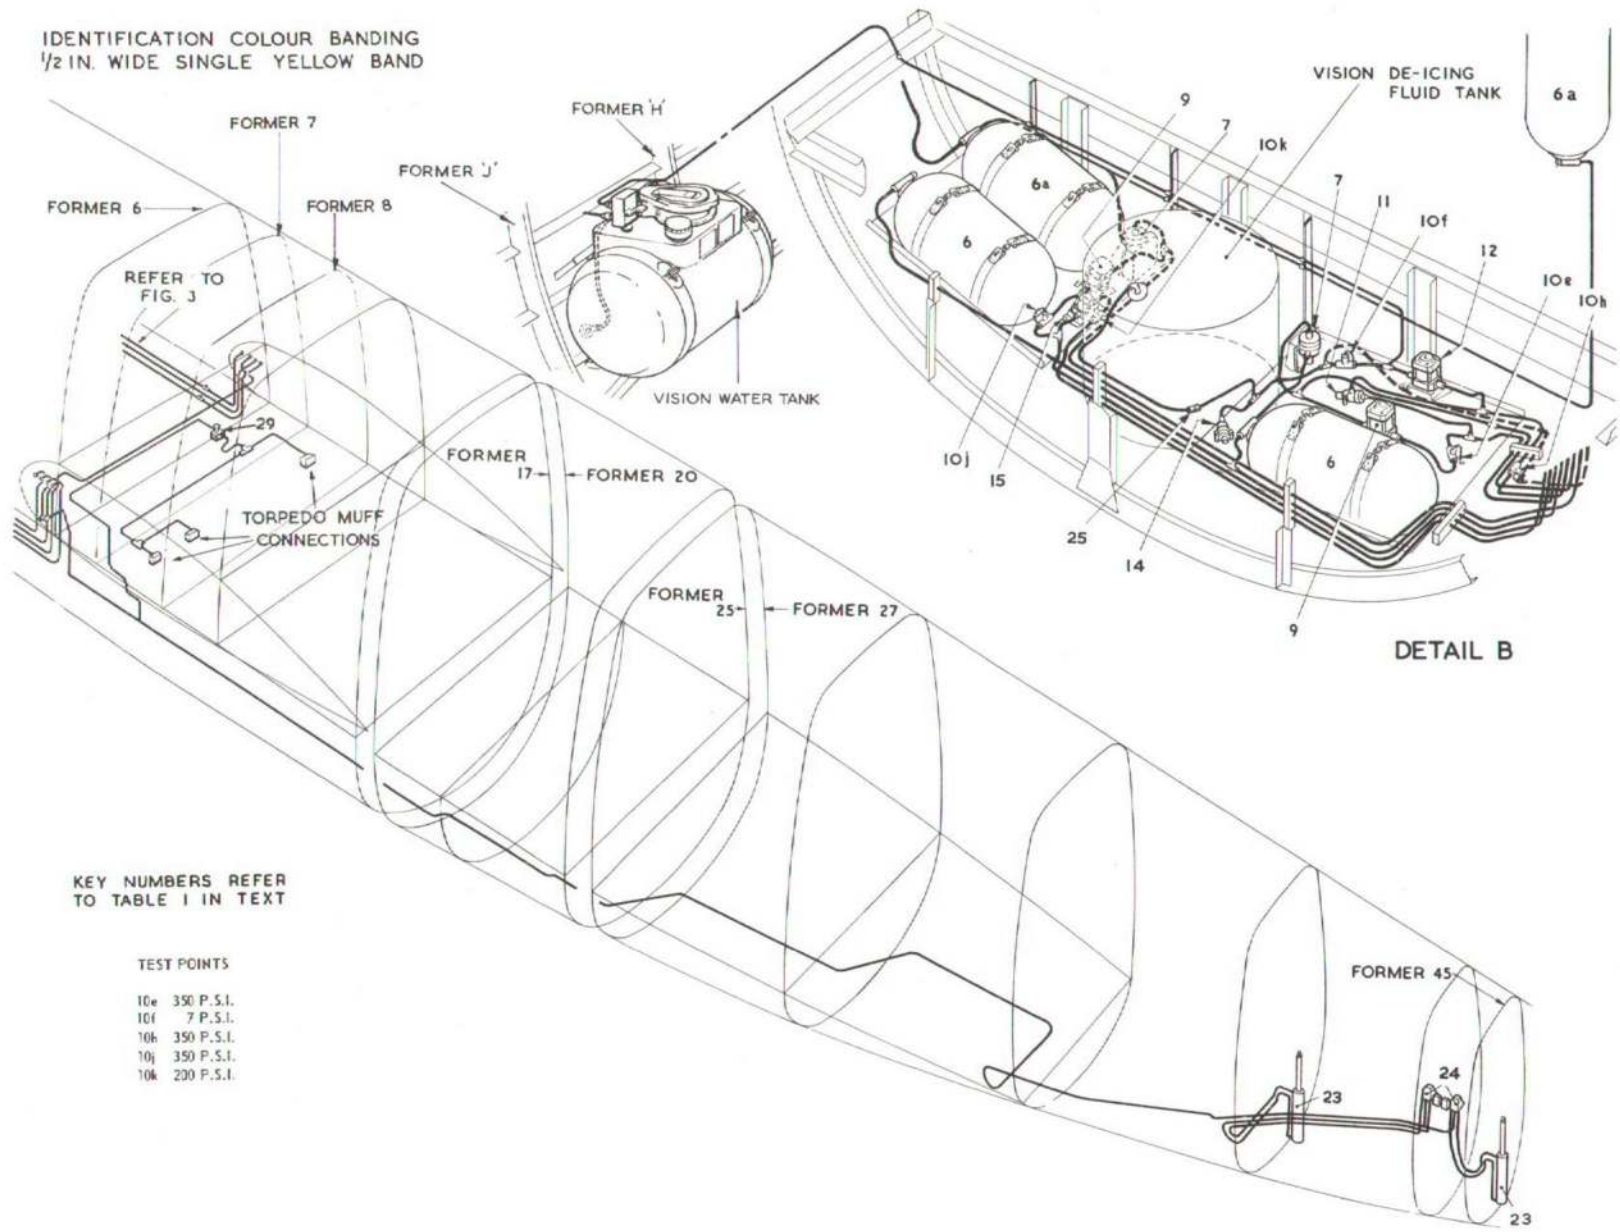 IDENTIFICATION COLOUR BANDING
1/2 IN. WIDE SINGLE YELLOW BAND
FORMER 7
FORMER 6
FORMER 8
REFER TO
FIG. 3
29
TORPEDO MUFF
CONNECTIONS
FORMER 'H'
FORMER 'J'
VISION WATER TANK
VISION DE-ICING
FLUID TANK
6a
9
7
10k
7
11
10f
12
10e
10h
6a
6
6
10j
15
25
14
9
DETAIL B
FORMER
17
FORMER 20
FORMER
25
FORMER 27
FORMER 45
24
23
23
KEY NUMBERS REFER
TO TABLE 1 IN TEXT
TEST POINTS
10e 350 P.S.I.
10f 7 P.S.I.
10h 350 P.S.I.
10j 350 P.S.I.
10k 200 P.S.I.